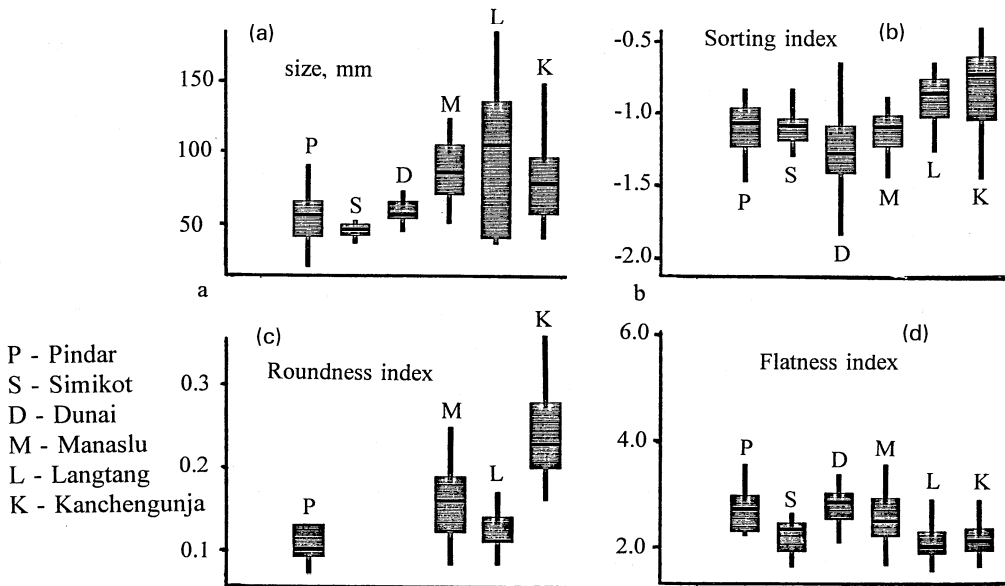 (a)
size, mm
150
100
50
P
S
D
M
L
K
a
(b)
Sorting index
-0.5
-1.0
-1.5
-2.0
P
S
D
M
L
K
b
P - Pindar
S - Simikot
D - Dunai
M - Manaslu
L - Langtang
K - Kanchengunja
(c)
Roundness index
0.3
0.2
0.1
P
M
L
K
(d)
Flatness index
6.0
4.0
2.0
P
S
D
M
L
K